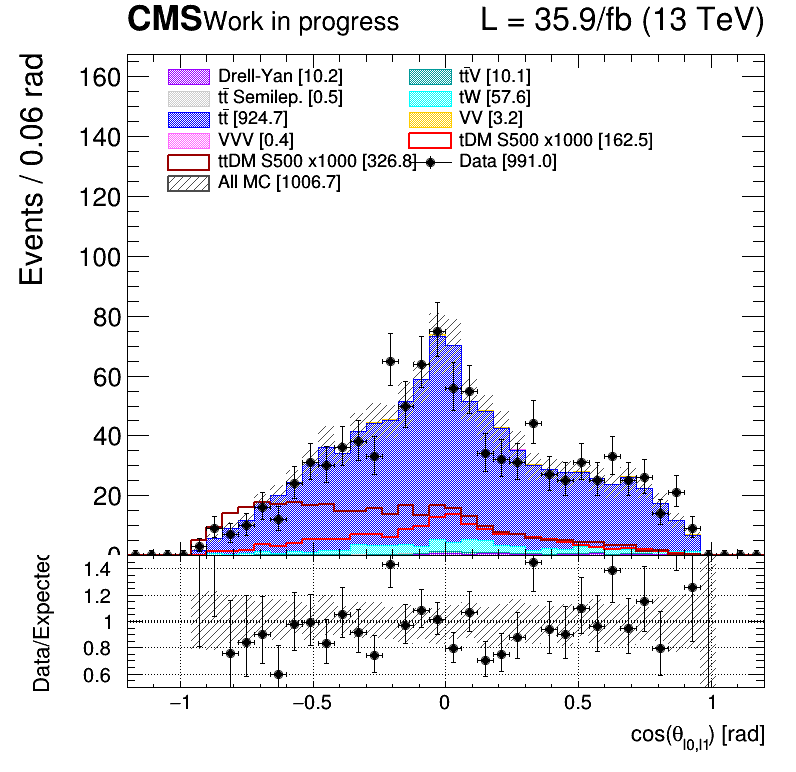 CMS Work in progress L = 35.9/fb (13 TeV)
Events / 0.06 rad
160
140
120
100
80
60
40
20
0
Drell-Yan [10.2]
tt̄ Semilep. [0.5]
tt̄ [924.7]
VVV [0.4]
ttDM S500 x1000 [326.8]
All MC [1006.7]
tt̄V [10.1]
tW [57.6]
VV [3.2]
tDM S500 x1000 [162.5]
Data [991.0]
Data/Expected
1.4
1.2
1
0.8
0.6
−1 −0.5 0 0.5 1
cos(θl0,l1) [rad]